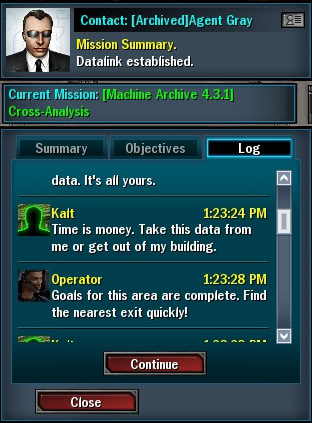 Contact: [Archived]Agent Gray
Mission Summary.
Datalink established.
Current Mission: [Machine Archive 4.3.1]
Cross-Analysis
Summary Objectives Log
data. It's all yours.
Kalt 1:23:24 PM
Time is money. Take this data from
me or get out of my building.
Operator 1:23:28 PM
Goals for this area are complete. Find
the nearest exit quickly!
Continue
Close